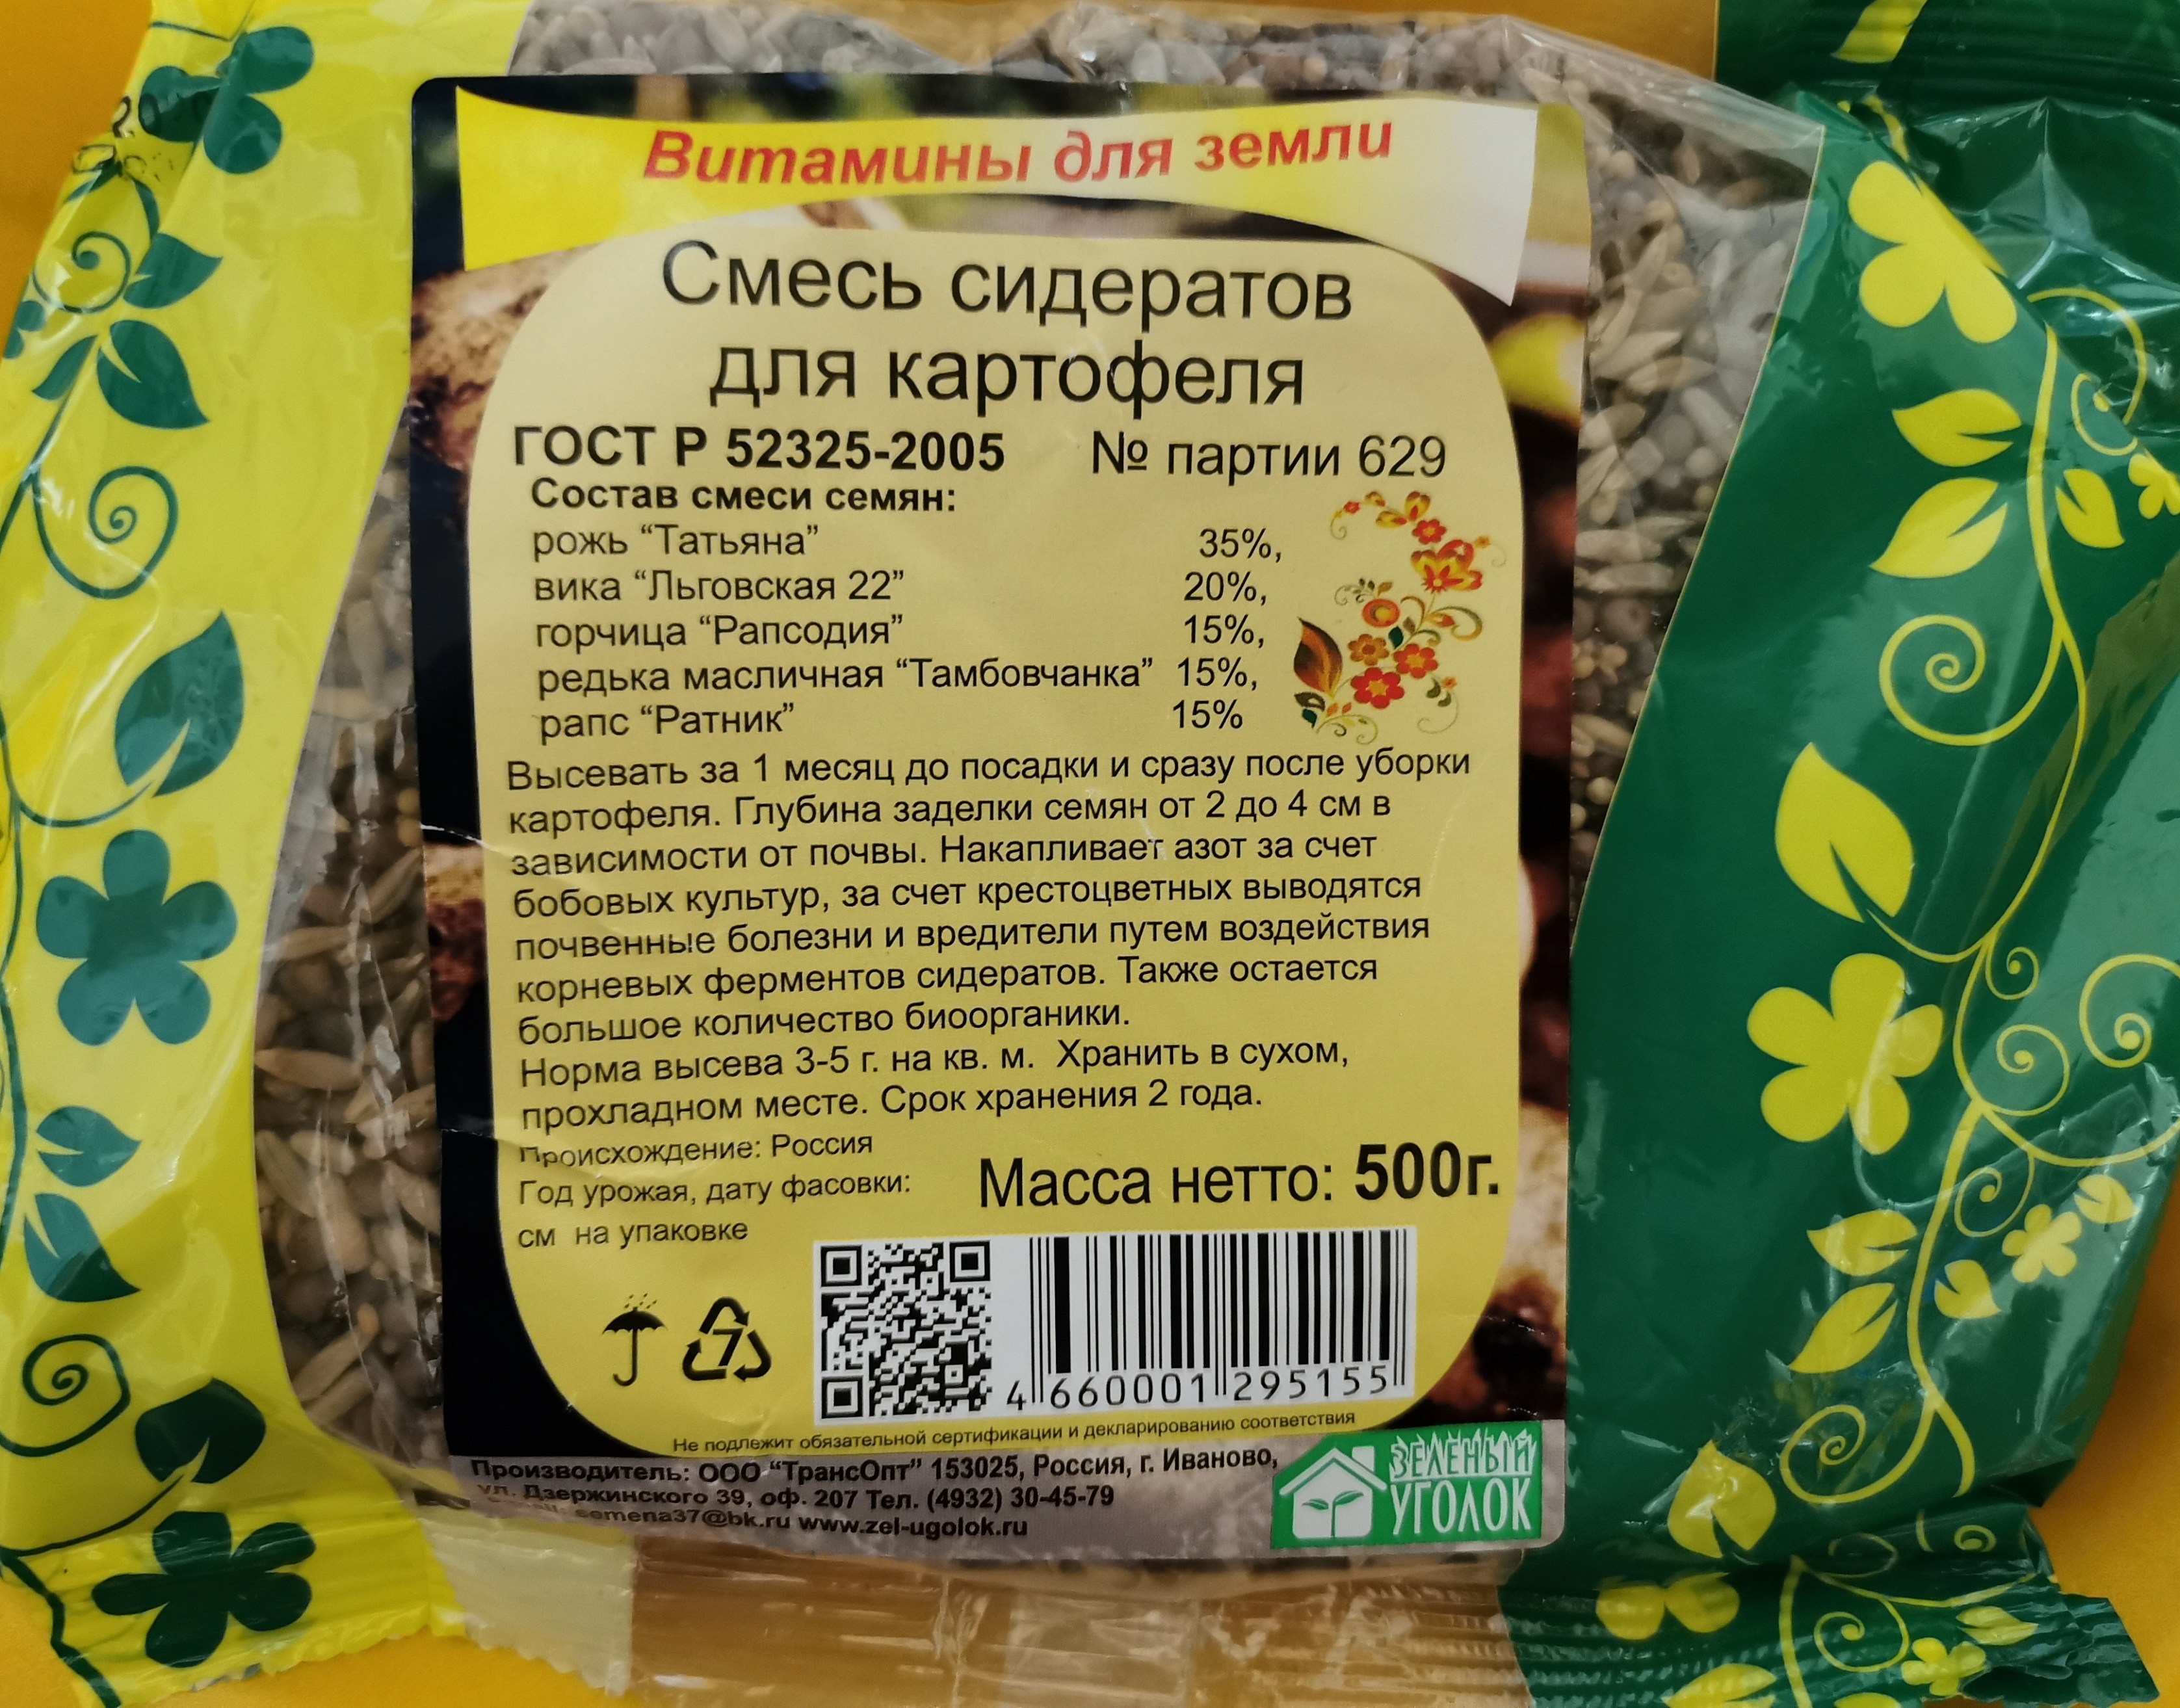 Витамины для земли
Смесь сидератов
для картофеля
ГОСТ Р 52325-2005 № партии 629
Состав смеси семян:
рожь “Татьяна” 35%,
вика “Льговская 22” 20%,
горчица “Рапсодия” 15%,
редька масличная “Тамбовчанка” 15%,
рапс “Ратник” 15%
Высевать за 1 месяц до посадки и сразу после уборки
картофеля. Глубина заделки семян от 2 до 4 см в
зависимости от почвы. Накапливает азот за счет
бобовых культур, за счет крестоцветных выводятся
почвенные болезни и вредители путем воздействия
корневых ферментов сидератов. Также остается
большое количество биоорганики.
Норма высева 3-5 г. на кв. м. Хранить в сухом,
прохладном месте. Срок хранения 2 года.
Происхождение: Россия
Год урожая, дату фасовки:
см на упаковке
Масса нетто: 500г.
7
4 660001 295155
Не подлежит обязательной сертификации и декларированию соответствия
Производитель: ООО “ТрансОпт” 153025, Россия, г. Иваново,
ул. Дзержинского 39, оф. 207 Тел. (4932) 30-45-79
semena37@bk.ru www.zel-ugolok.ru
ЗЕЛЕНЫЙ
УГОЛОК